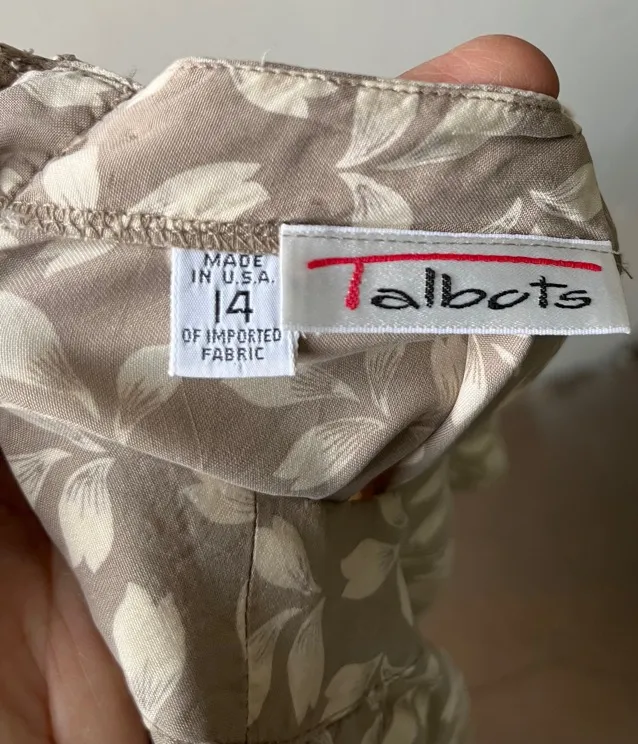 MADE
IN U.S.A.
14
OF IMPORTED
FABRIC
Talbots